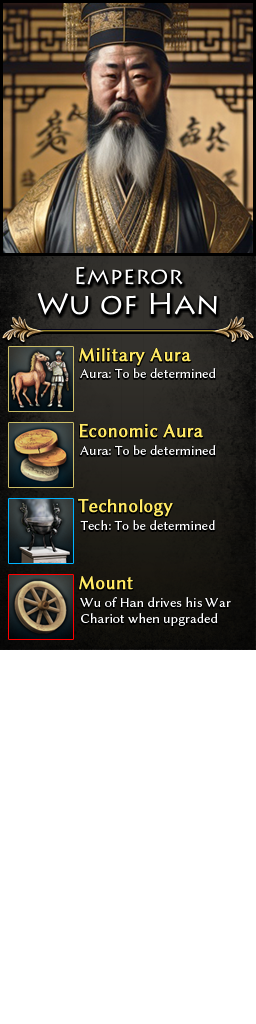 Emperor
Wu of Han
Military Aura
Aura: To be determined
Economic Aura
Aura: To be determined
Technology
Tech: To be determined
Mount
Wu of Han drives his War
Chariot when upgraded